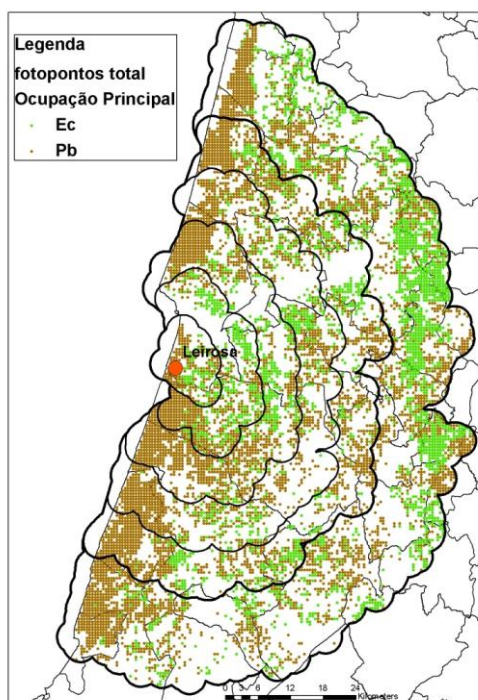 Legenda
fotopontos total
Ocupação Principal
Ec
Pb
Leirosa
0 3 6 12 18 24
Kilometers